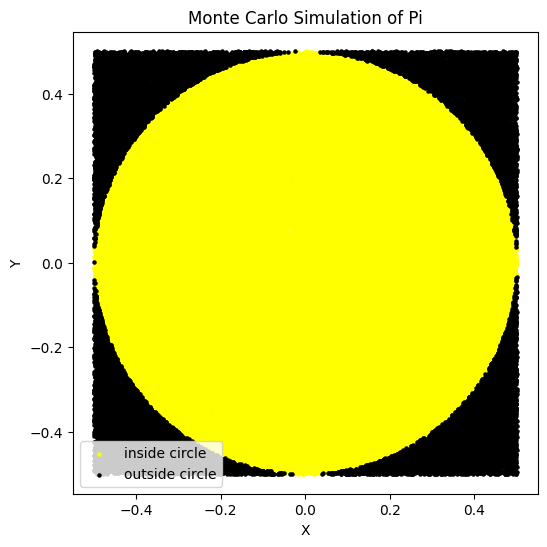 Monte Carlo Simulation of Pi
Y
0.4
0.2
0.0
−0.2
−0.4
inside circle
outside circle
−0.4 −0.2 0.0 0.2 0.4
X